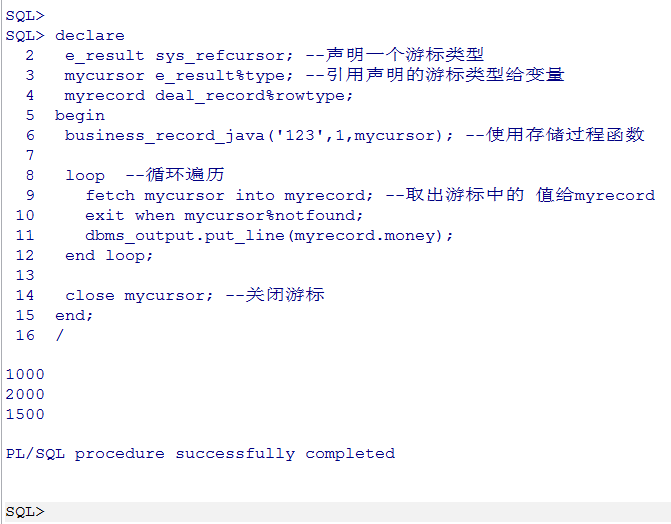 SQL>
SQL> declare
2 e_result sys_refcursor; --声明一个游标类型
3 mycursor e_result%type; --引用声明的游标类型给变量
4 myrecord deal_record%rowtype;
5 begin
6 business_record_java('123',1,mycursor); --使用存储过程函数
7
8 loop --循环遍历
9 fetch mycursor into myrecord; --取出游标中的 值给myrecord
10 exit when mycursor%notfound;
11 dbms_output.put_line(myrecord.money);
12 end loop;
13
14 close mycursor; --关闭游标
15 end;
16 /
1000
2000
1500
PL/SQL procedure successfully completed
SQL>